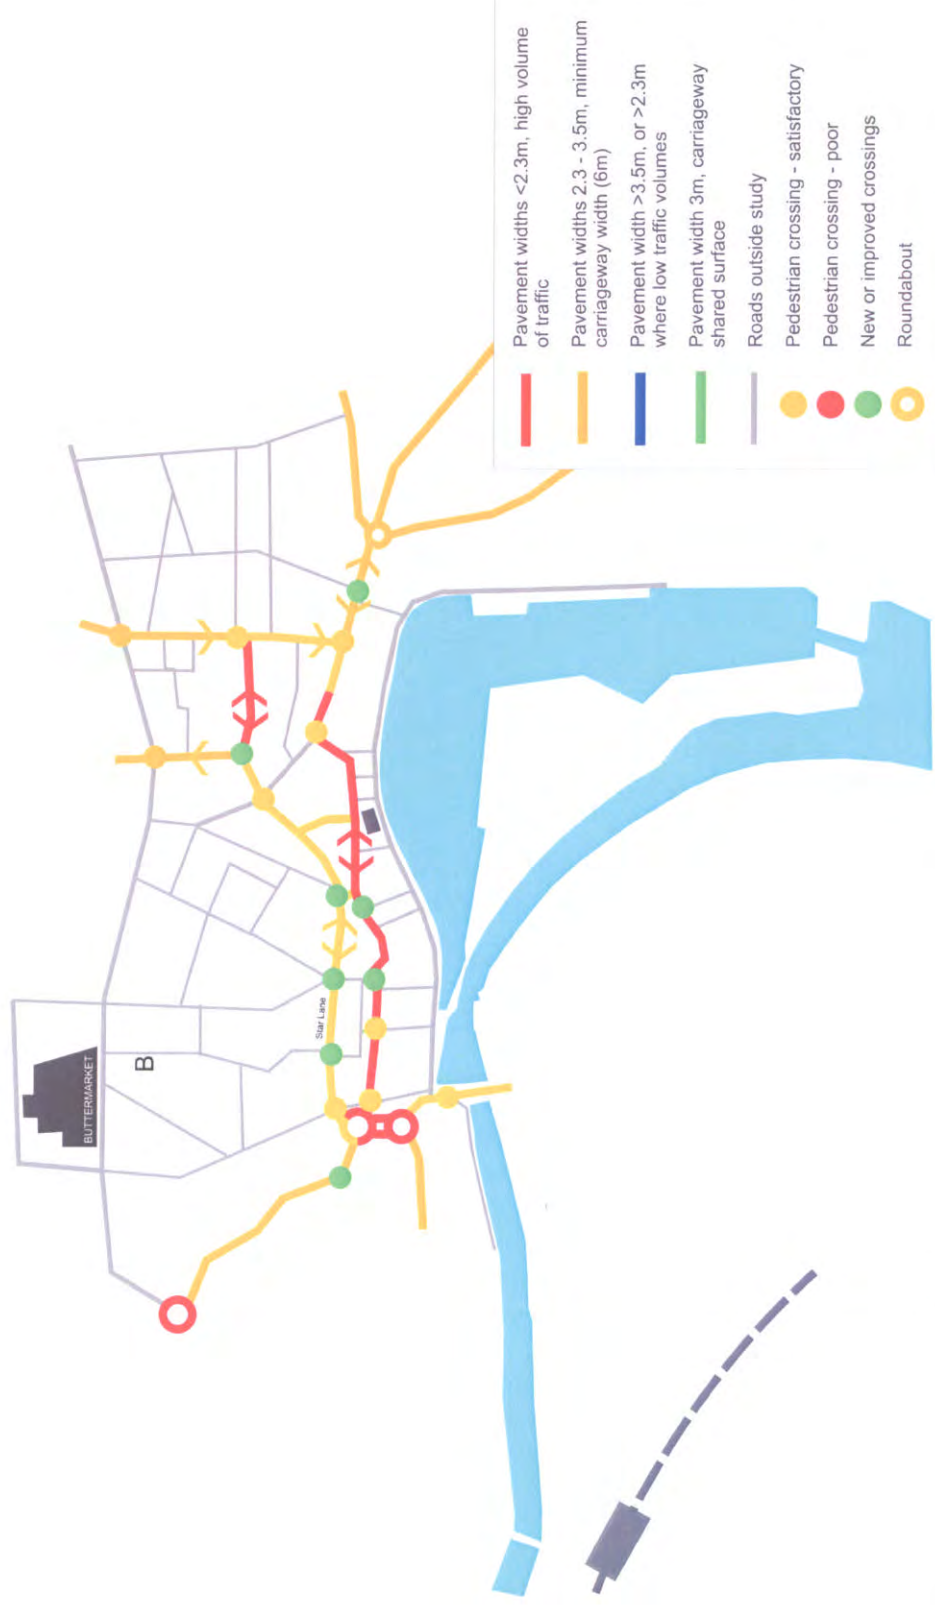 BUTTERMARKET
B
Star Lane
Pavement widths <2.3m, high volume
of traffic
Pavement widths 2.3 - 3.5m, minimum
carriageway width (6m)
Pavement width >3.5m, or >2.3m
where low traffic volumes
Pavement width 3m, carriageway
shared surface
Roads outside study
Pedestrian crossing - satisfactory
Pedestrian crossing - poor
New or improved crossings
Roundabout